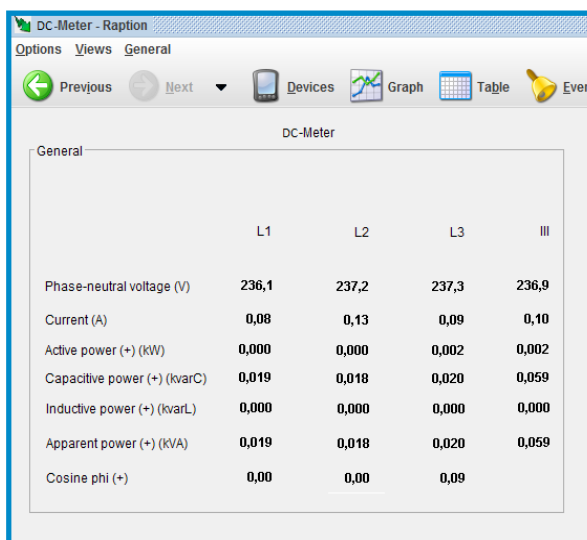 DC-Meter - Raption
Options Views General
Previous Next Devices Graph Table
DC-Meter
General
L1 L2 L3 III
Phase-neutral voltage (V) 236,1 237,2 237,3 236,9
Current (A) 0,08 0,13 0,09 0,10
Active power (+) (kW) 0,000 0,000 0,002 0,002
Capacitive power (+) (kvarC) 0,019 0,018 0,020 0,059
Inductive power (+) (kvarL) 0,000 0,000 0,000 0,000
Apparent power (+) (kVA) 0,019 0,018 0,020 0,059
Cosine phi (+) 0,00 0,00 0,09